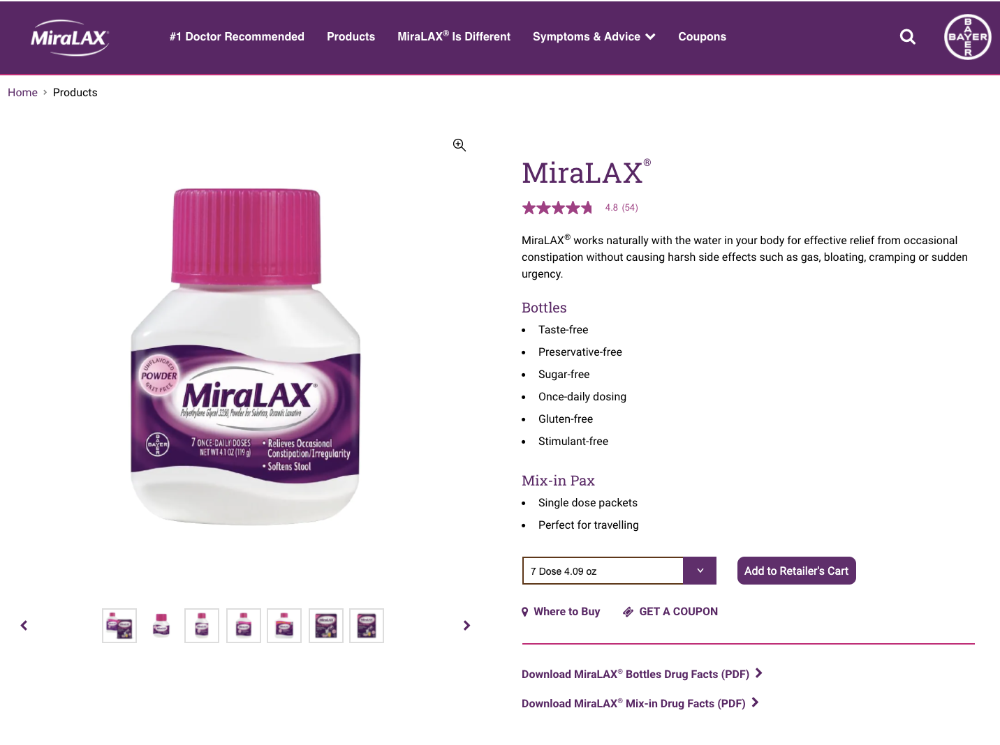 MiraLAX®
#1 Doctor Recommended
Products
MiraLAX® Is Different
Symptoms & Advice
Coupons
BAYER
BAYER
Home > Products
MiraLAX®
4.8 (54)
MiraLAX® works naturally with the water in your body for effective relief from occasional
constipation without causing harsh side effects such as gas, bloating, cramping or sudden
urgency.
Bottles
• Taste-free
• Preservative-free
• Sugar-free
• Once-daily dosing
• Gluten-free
• Stimulant-free
Mix-in Pax
• Single dose packets
• Perfect for travelling
7 Dose 4.09 oz
Add to Retailer's Cart
Where to Buy
GET A COUPON
Download MiraLAX® Bottles Drug Facts (PDF)
Download MiraLAX® Mix-in Drug Facts (PDF)
UNFLAVORED
POWDER
GRIT FREE
MiraLAX®
Polyethylene Glycol 3350, Powder for Solution, Osmotic Laxative
BAYER
BAYER
7 ONCE-DAILY DOSES
NET WT 4.1 OZ (119 g)
• Relieves Occasional
Constipation/Irregularity
• Softens Stool